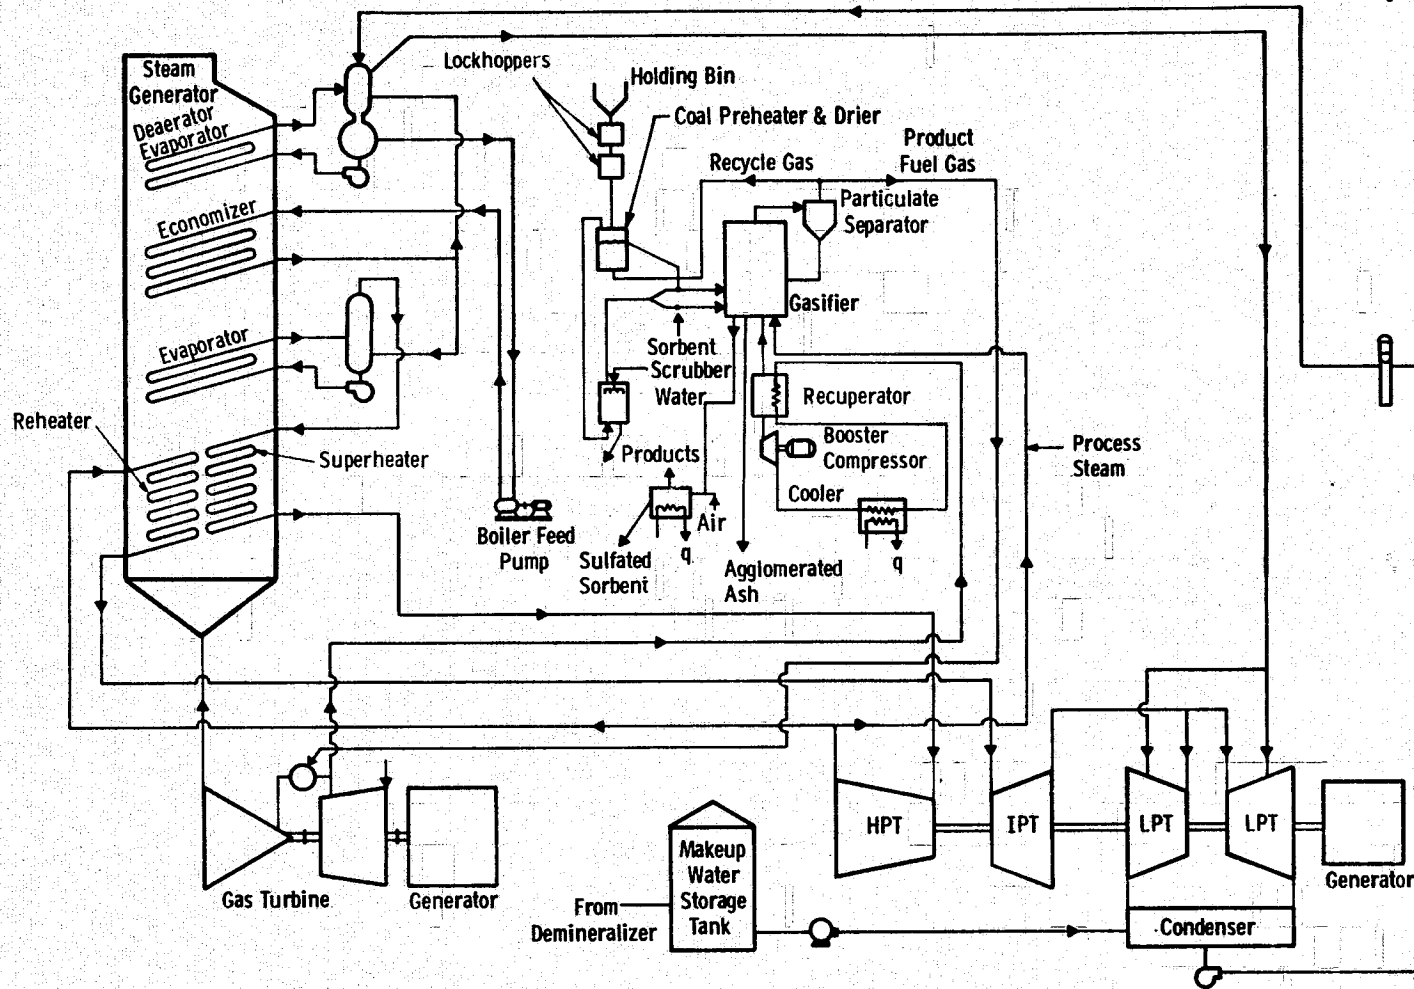 Steam
Generator
Deaerator
Evaporator
Economizer
Evaporator
Reheater
Superheater
Lockhoppers
Holding Bin
Coal Preheater & Drier
Recycle Gas
Product
Fuel Gas
Particulate
Separator
Gasifier
Sorbent
Scrubber
Water
Recuperator
Booster
Compressor
Products
Cooler
Air
q
q
Process
Steam
Boiler Feed
Pump
Sulfated
Sorbent
Agglomerated
Ash
HPT
IPT
LPT
LPT
Gas Turbine
Generator
Generator
Makeup
Water
Storage
Tank
From
Demineralizer
Condenser